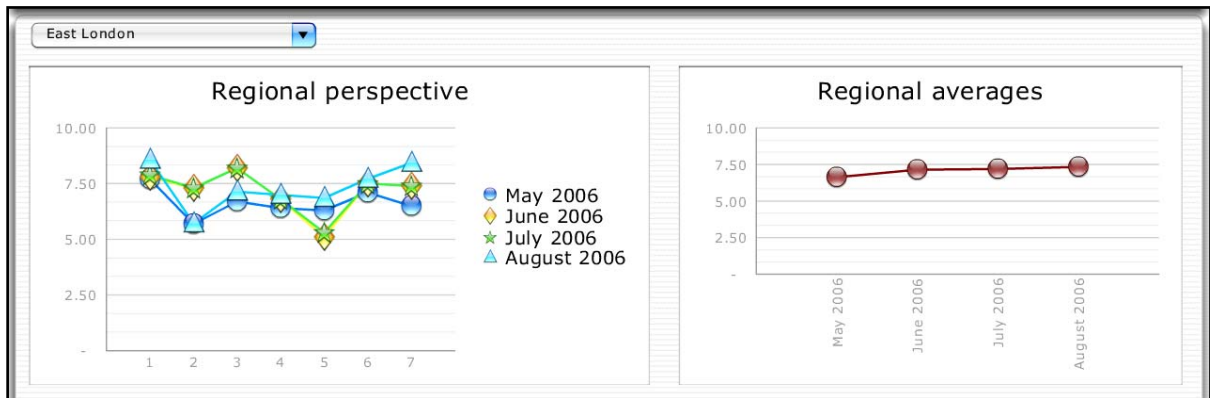 East London
Regional perspective
10.00
7.50
5.00
2.50
-
1 2 3 4 5 6 7
May 2006
June 2006
July 2006
August 2006
Regional averages
10.00
7.50
5.00
2.50
-
May 2006
June 2006
July 2006
August 2006